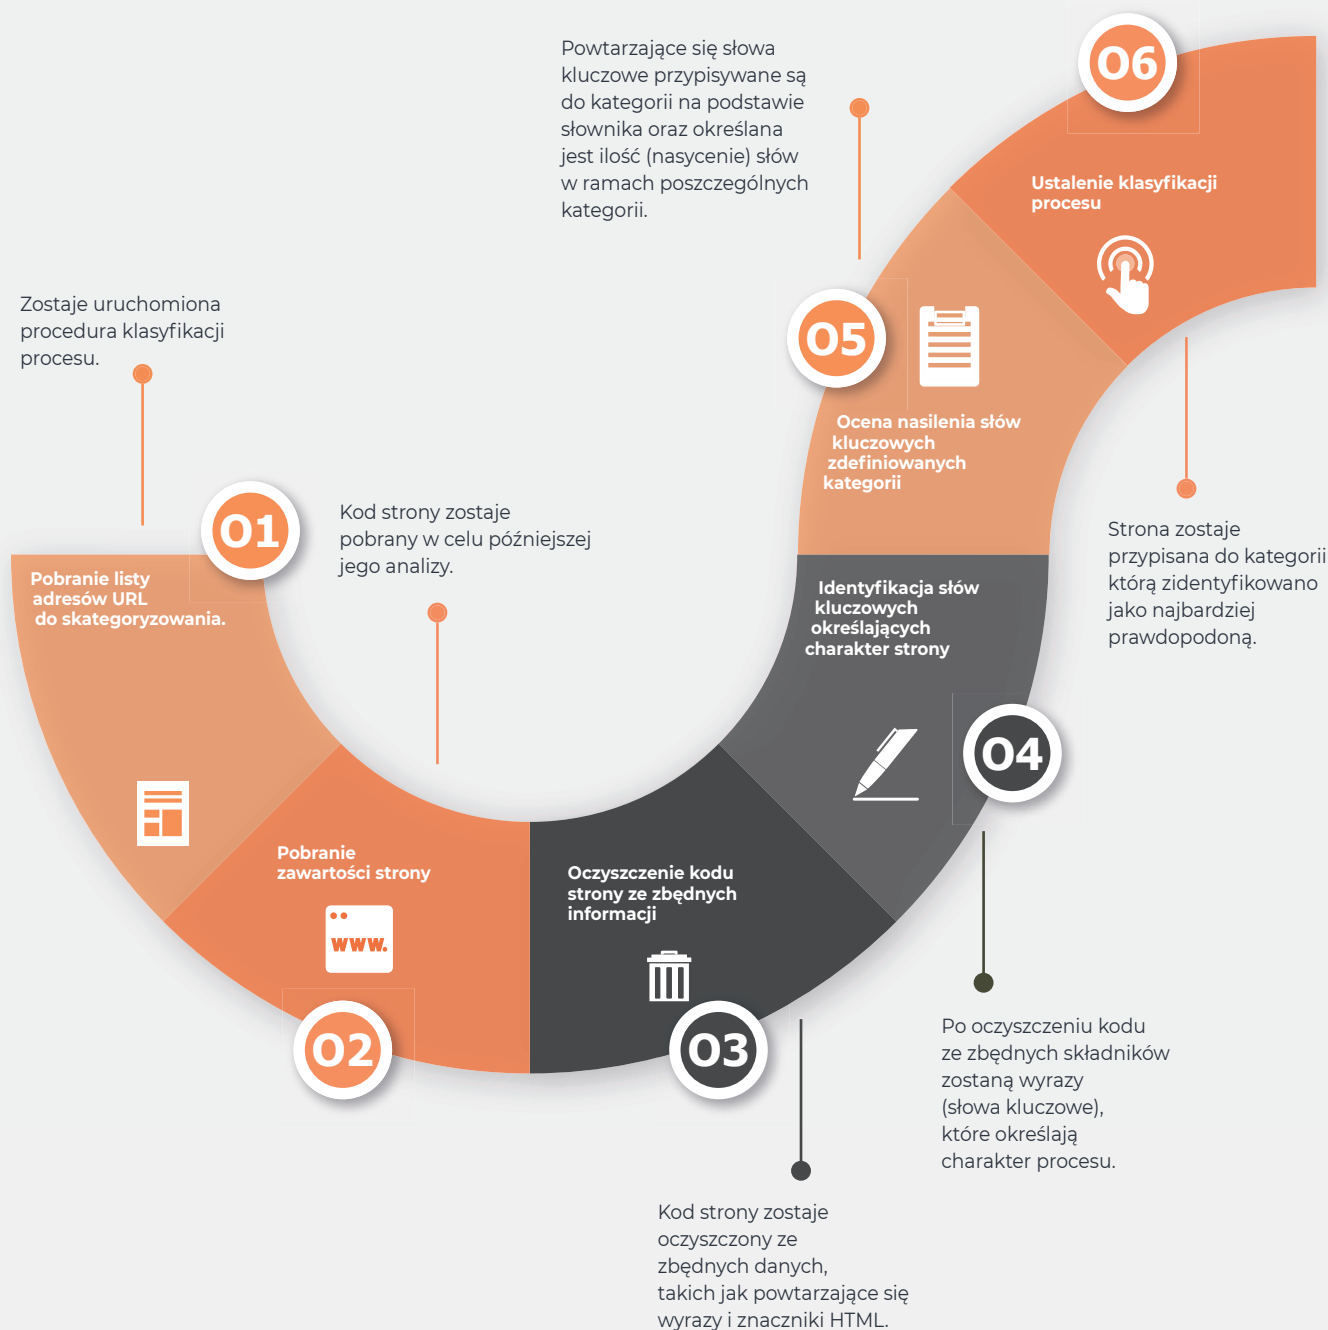 Zostaje uruchomiona
procedura klasyfikacji
procesu.
01
Pobranie listy
adresów URL
do skategoryzowania.
Kod strony zostaje
pobrany w celu późniejszej
jego analizy.
Pobranie
zawartości strony
www.
02
Oczyszczenie kodu
strony ze zbędnych
informacji
03
Kod strony zostaje
oczyszczony ze
zbędnych danych,
takich jak powtarzające się
wyrazy i znaczniki HTML.
Identyfikacja słów
kluczowych
określających
charakter strony
04
Po oczyszczeniu kodu
ze zbędnych składników
zostaną wyrazy
(słowa kluczowe),
które określają
charakter procesu.
Powtarzające się słowa
kluczowe przypisywane są
do kategorii na podstawie
słownika oraz określana
jest ilość (nasycenie) słów
w ramach poszczególnych
kategorii.
05
Ocena nasilenia słów
kluczowych
zdefiniowanych
kategorii
06
Ustalenie klasyfikacji
procesu
Strona zostaje
przypisana do kategorii
którą zidentyfikowano
jako najbardziej
prawdopodoną.